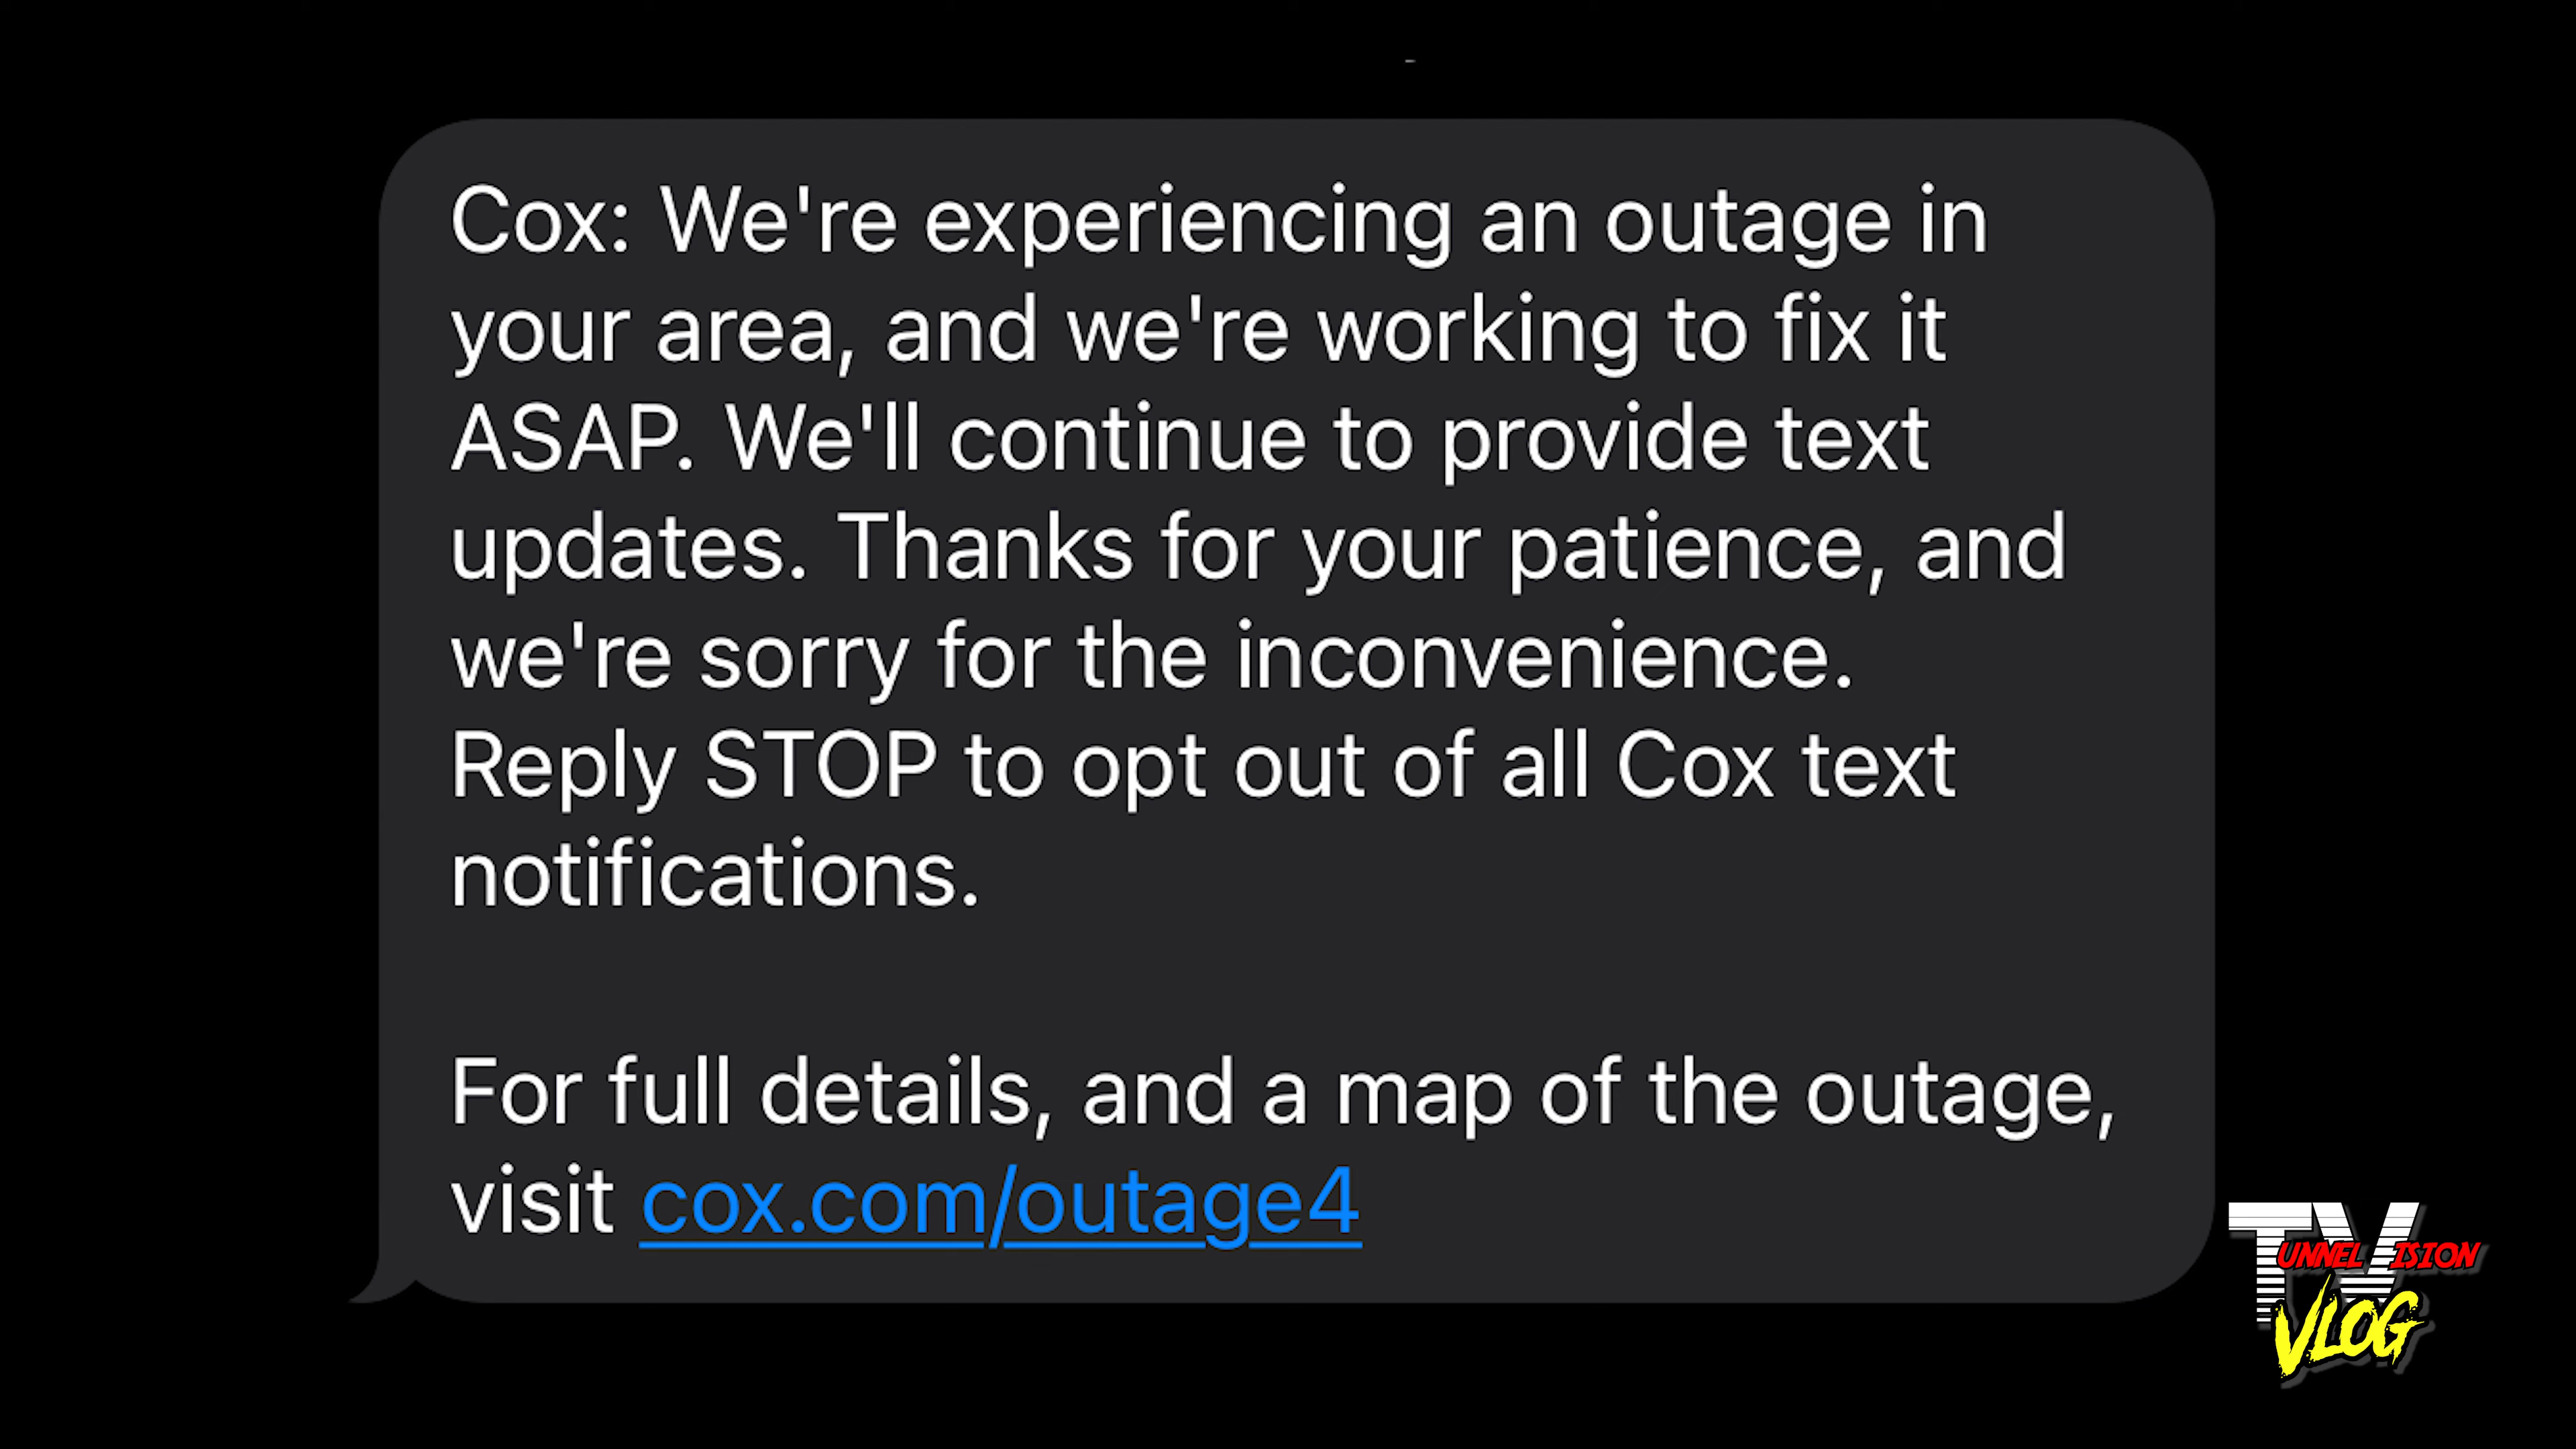 Cox: We're experiencing an outage in
your area, and we're working to fix it
ASAP. We'll continue to provide text
updates. Thanks for your patience, and
we're sorry for the inconvenience.
Reply STOP to opt out of all Cox text
notifications.
For full details, and a map of the outage,
visit cox.com/outage4
TUNNEL VISION
VLOG